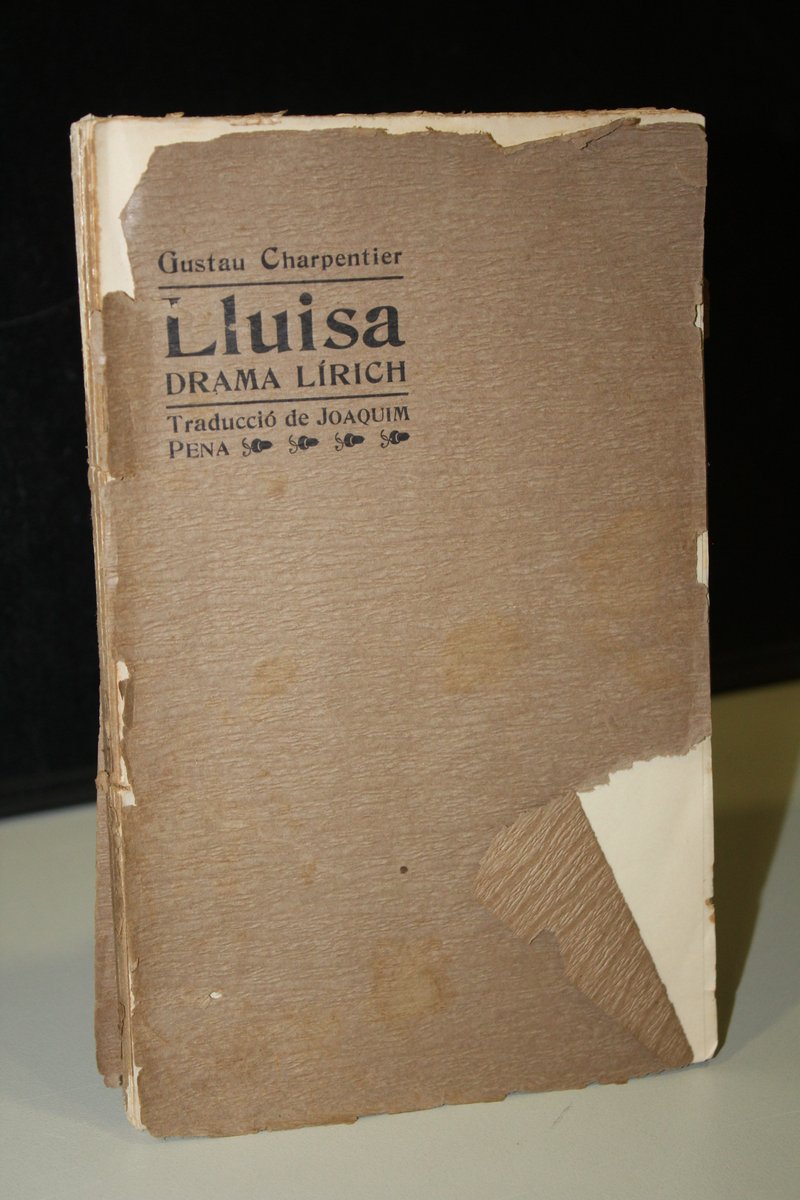 Gustau Charpentier
Lluisa
DRAMA LÍRICH
Traducció de JOAQUIM
PENA